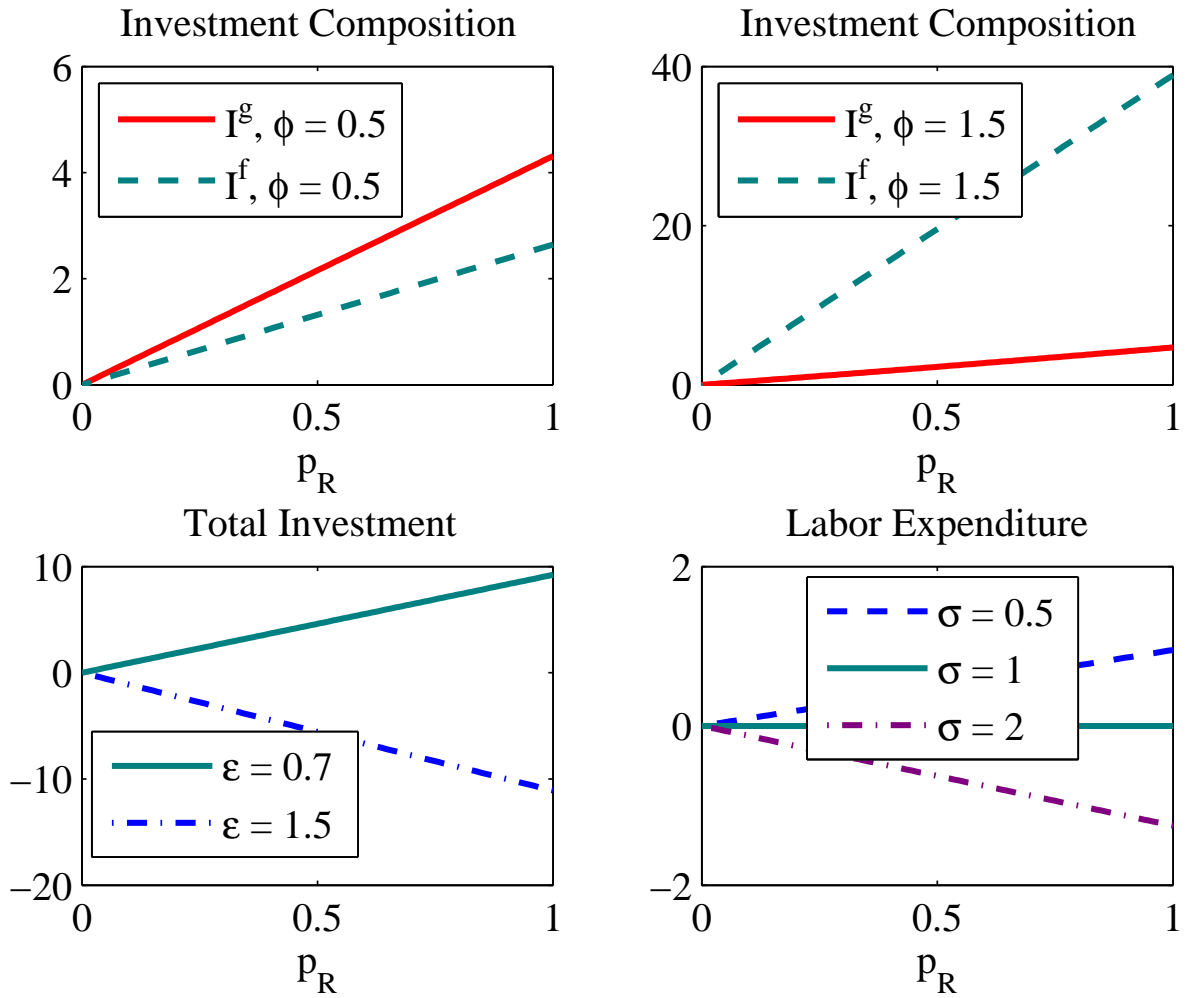 Investment Composition
6
4
2
0
I^g, ϕ = 0.5
I^f, ϕ = 0.5
0 0.5 1
p_R
Investment Composition
40
20
0
I^g, ϕ = 1.5
I^f, ϕ = 1.5
0 0.5 1
p_R
Total Investment
10
0
−10
−20
ε = 0.7
ε = 1.5
0 0.5 1
p_R
Labor Expenditure
2
0
−2
σ = 0.5
σ = 1
σ = 2
0 0.5 1
p_R